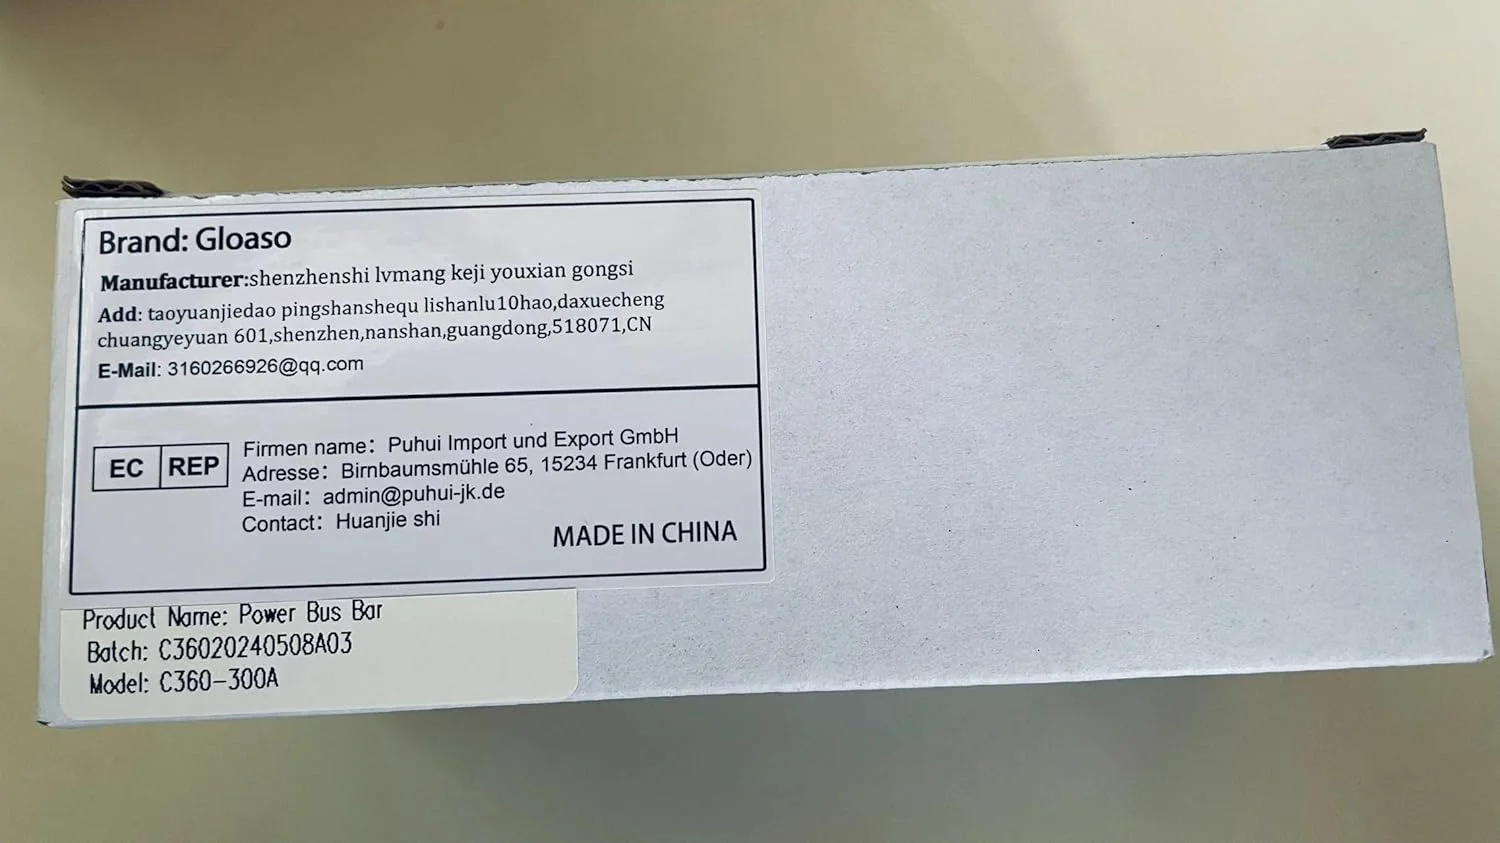 Brand: Gloaso
Manufacturer:shenzhenshi lvmang keji youxian gongsi
Add: taoyuanjiedao pingshanshequ lishanlu10hao,daxuecheng
chuangyeyuan 601,shenzhen,nanshan,guangdong,518071,CN
E-Mail: 3160266926@qq.com
EC REP
Firmen name： Puhui Import und Export GmbH
Adresse： Birnbaumsmühle 65, 15234 Frankfurt (Oder)
E-mail： admin@puhui-jk.de
Contact： Huanjie shi
MADE IN CHINA
Product Name: Power Bus Bar
Batch: C36020240508A03
Model: C360-300A